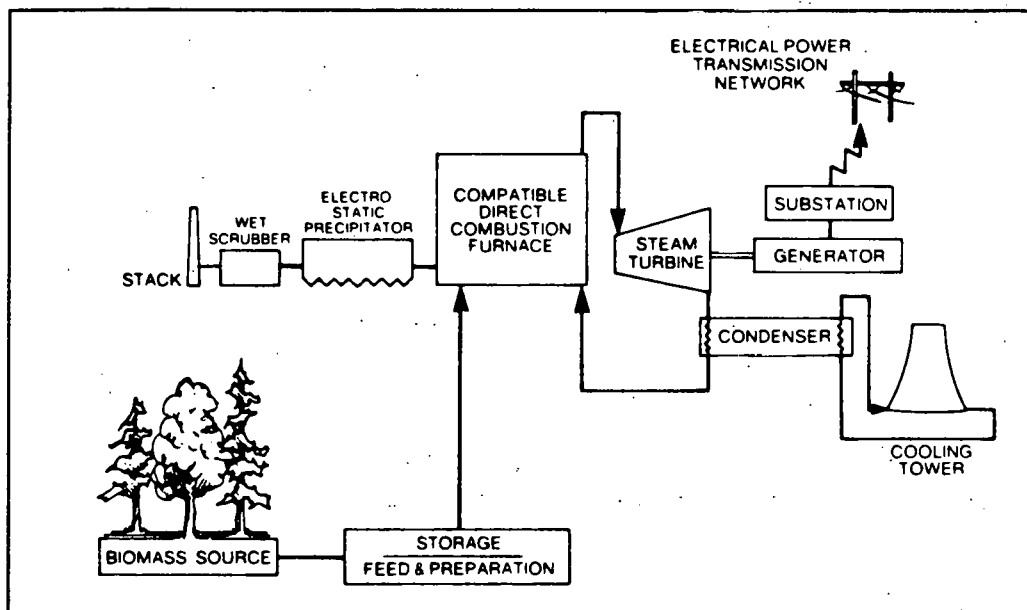 ELECTRICAL POWER
TRANSMISSION
NETWORK
COMPATIBLE
DIRECT
COMBUSTION
FURNACE
ELECTRO
STATIC
PRECIPITATOR
WET
SCRUBBER
STACK
STEAM
TURBINE
SUBSTATION
GENERATOR
CONDENSER
COOLING
TOWER
BIOMASS SOURCE
STORAGE
FEED & PREPARATION